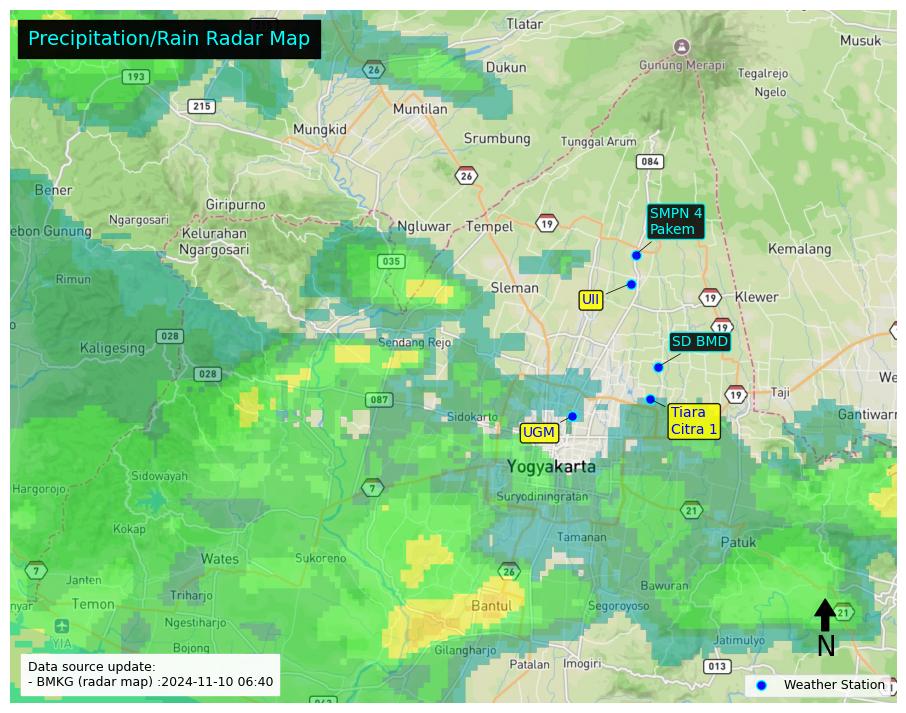 Precipitation/Rain Radar Map
Tlatar
Musuk
26
Dukun
Gunung Merapi
Tegalrejo
193
Ngelo
215
Muntilan
Mungkid
Srumbung
Tunggal Arum
084
26
Bener
Giripurno
SMPN 4
Pakem
Ngargosari
Ngluwar
Tempel
19
ebon Gunung
Kelurahan
Ngargosari
Kemalang
035
Rimun
Sleman
UII
19
Klewer
19
028
SD BMD
Kaligesing
Sendang Rejo
028
We
087
19
Taji
Sidokarto
Tiara
Citra 1
Gantiwarn
UGM
Yogyakarta
Sidowayah
Hargorojo
7
Suryodiningratan
21
Kokap
Tamanan
Patuk
Wates
Sukoreno
7
26
Janten
Bawuran
Triharjo
nyar
Temon
Bantul
Segoroyoso
21
Ngestiharjo
YIA
N
Bojong
Gilangharjo
Jatimulyo
Patalan
Imogiri
013
Data source update:
- BMKG (radar map) :2024-11-10 06:40
Weather Station